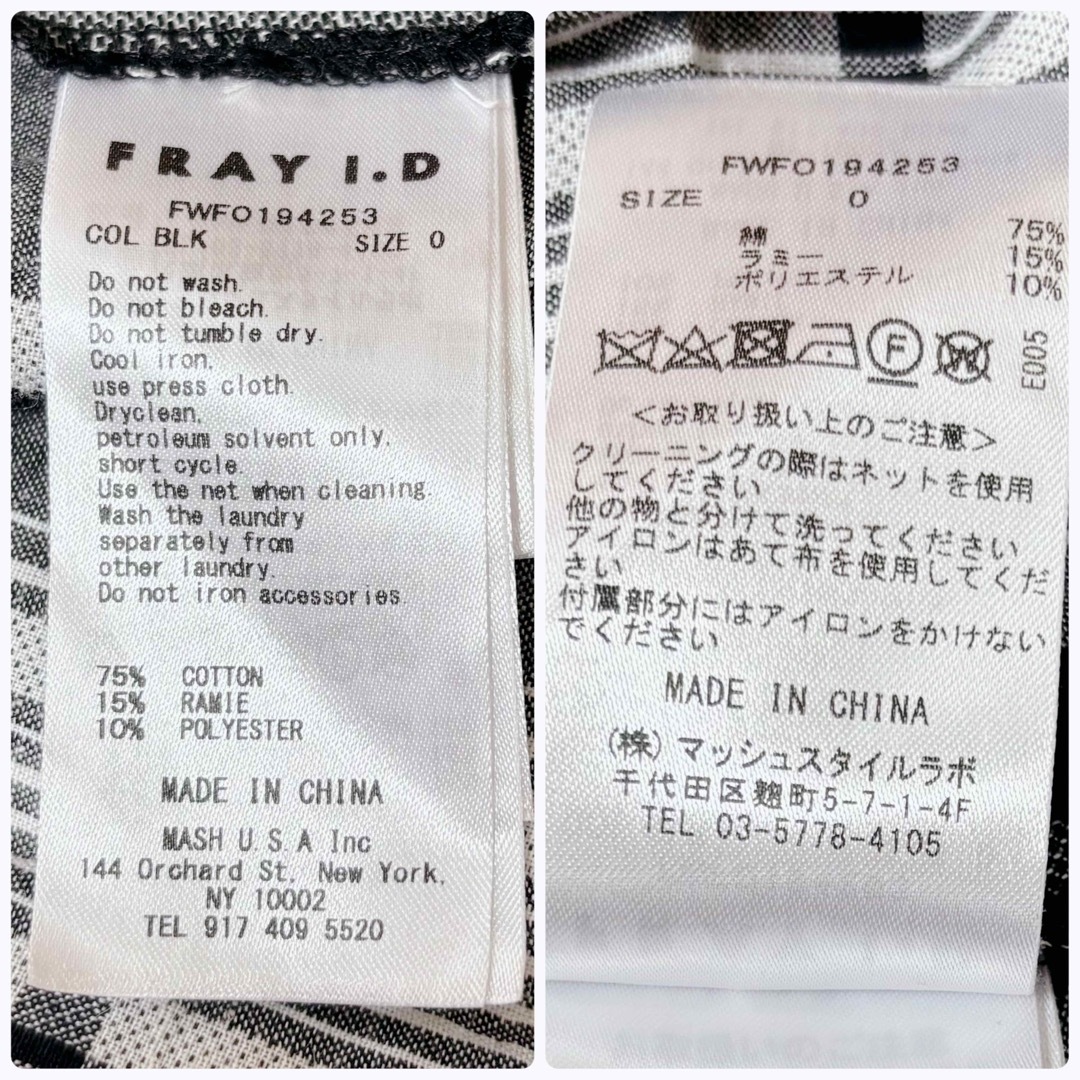 FRAY I.D
FWFO194253
COL BLK SIZE 0
Do not wash.
Do not bleach.
Do not tumble dry.
Cool iron,
use press cloth.
Dryclean,
petroleum solvent only,
short cycle.
Use the net when cleaning.
Wash the laundry
separately from
other laundry.
Do not iron accessories
75% COTTON
15% RAMIE
10% POLYESTER
MADE IN CHINA
MASH U.S.A Inc
144 Orchard St, New York,
NY 10002
TEL 917 409 5520
FWFO194253
SIZE 0
綿 75%
ラミー 15%
ポリエステル 10%
F W
E005
<お取り扱い上のご注意>
クリーニングの際はネットを使用
してください
他の物と分けて洗ってください
アイロンはあて布を使用してくだ
さい
付属部分にはアイロンをかけない
でください
MADE IN CHINA
(株)マッシュスタイルラボ
千代田区麹町5-7-1-4F
TEL 03-5778-4105